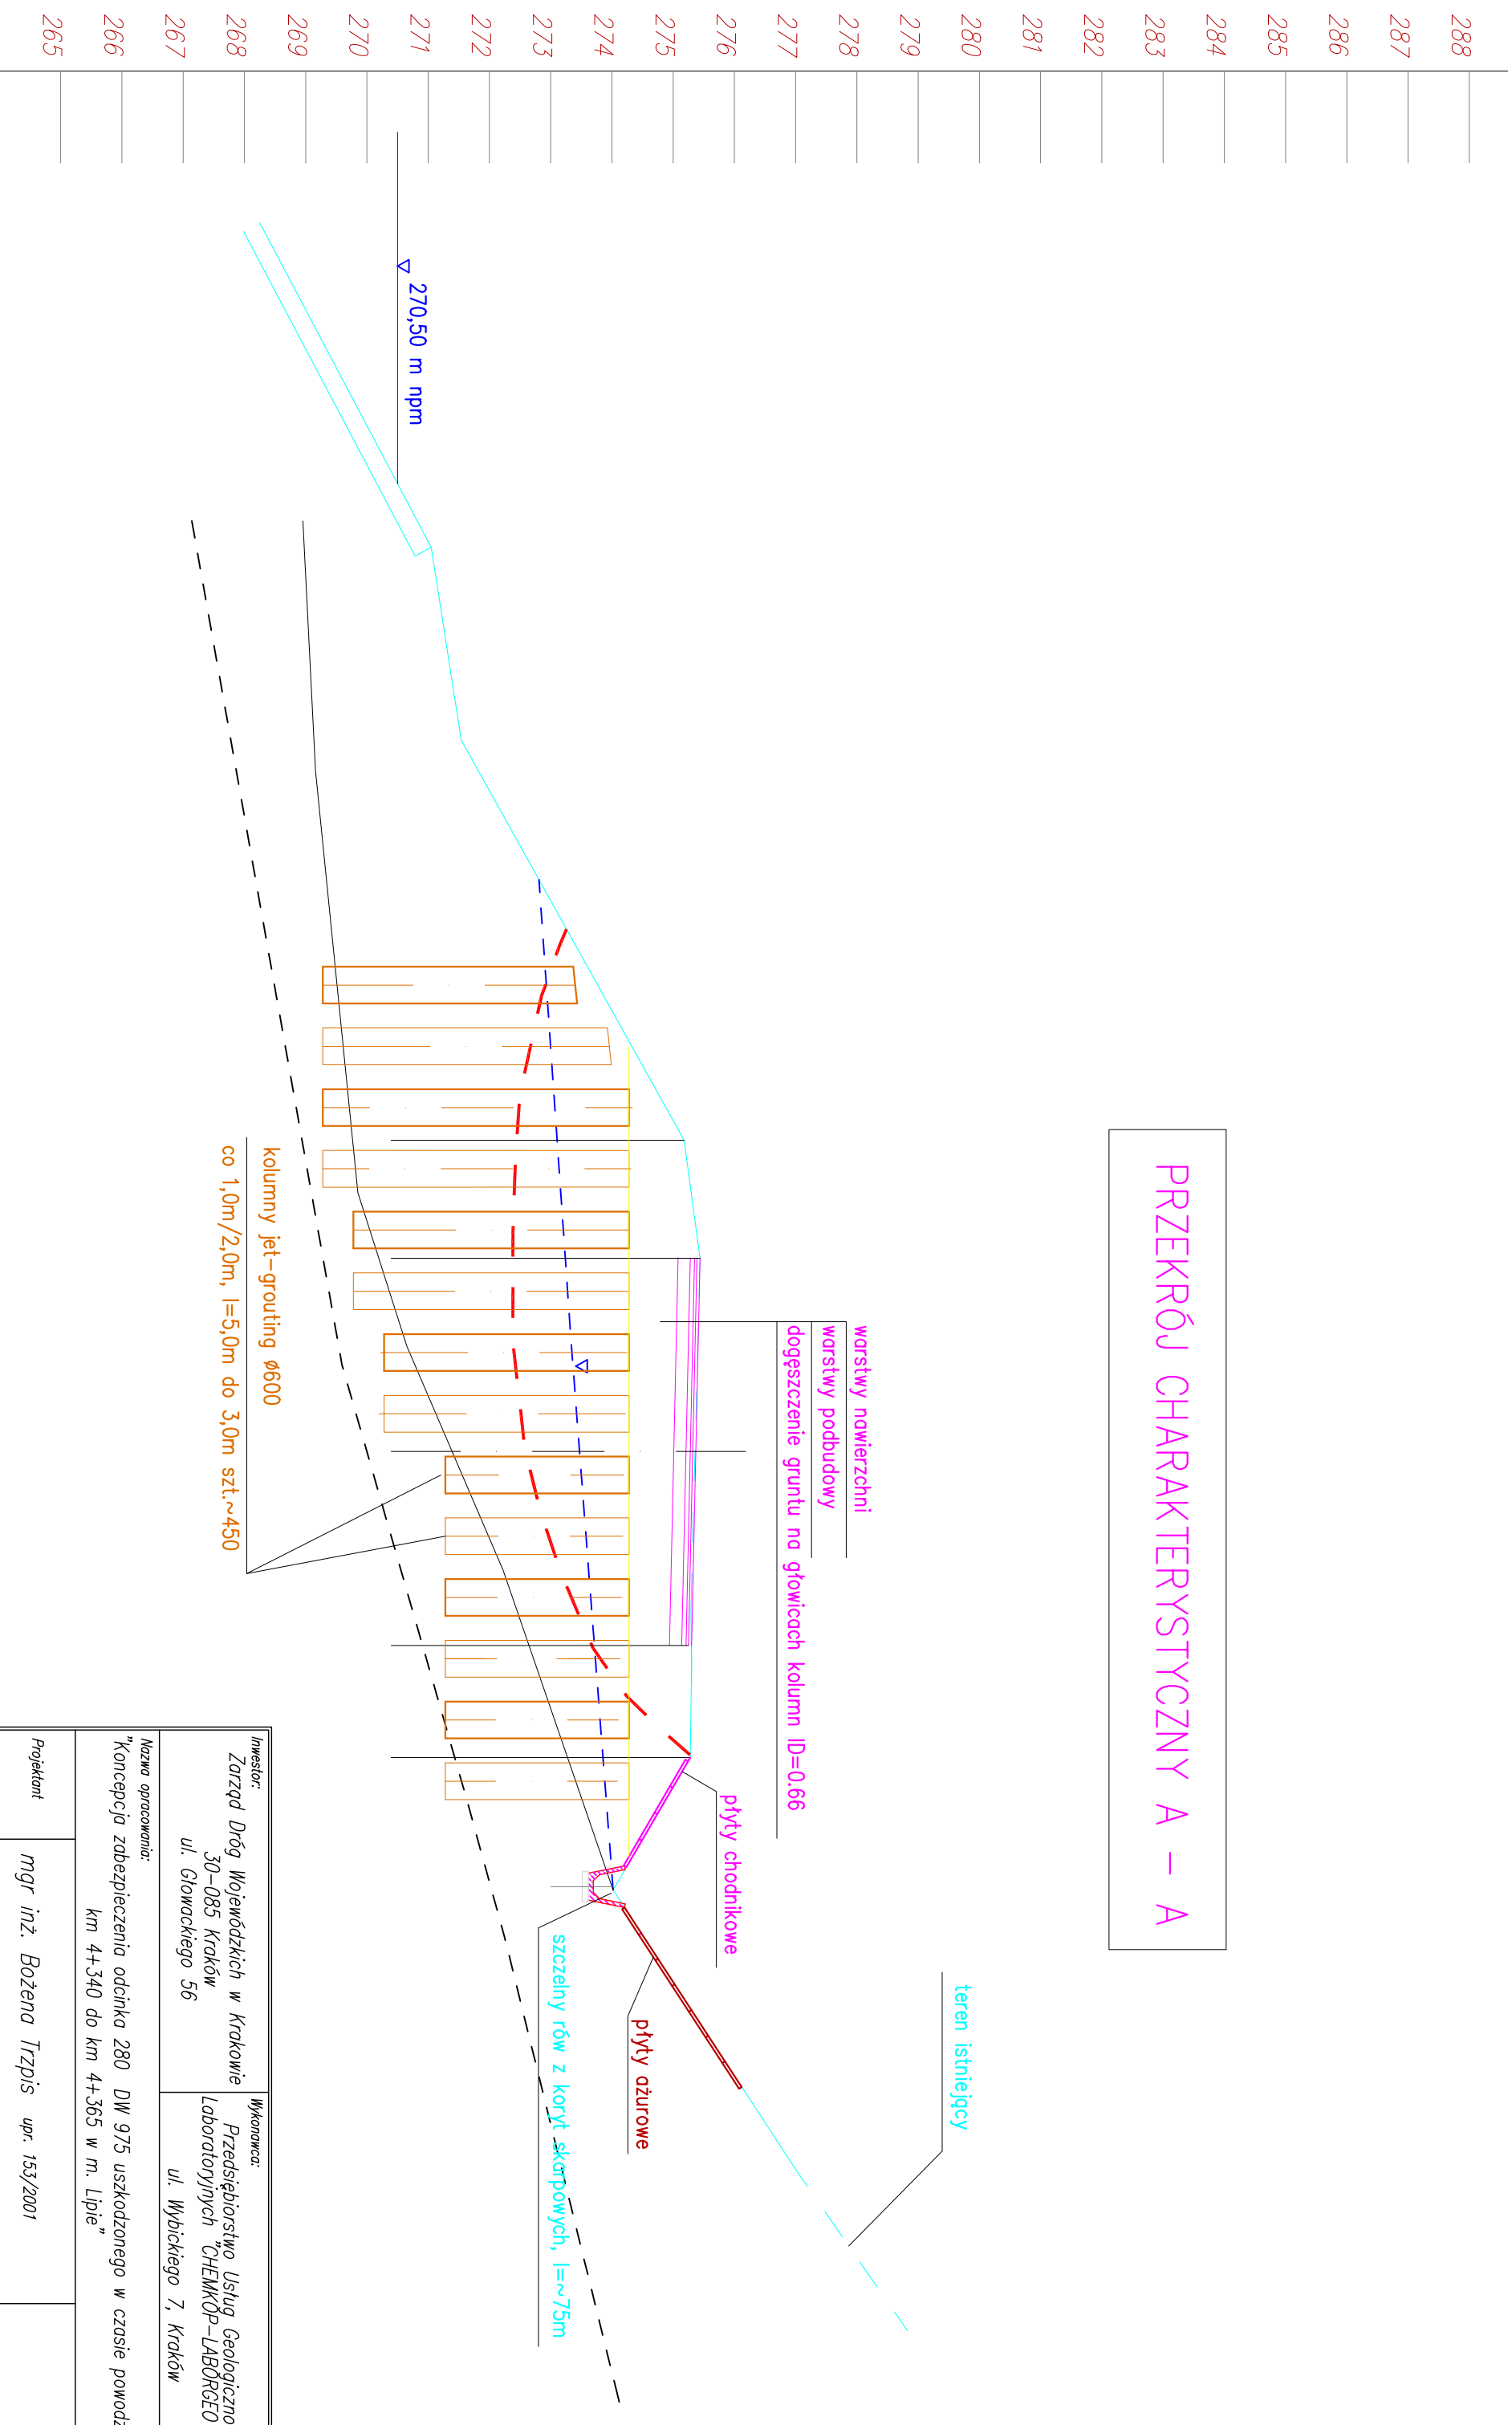 288
287
286
285
284
283
282
281
280
279
278
277
276
275
274
273
272
271
270
269
268
267
266
265
PRZEKRÓJ CHARAKTERYSTYCZNY A – A
270,50 m npm
warstwy nawierzchni
warstwy podbudowy
dogęszczenie gruntu na głowicach kolumn ID=0.66
płyty chodnikowe
teren istniejący
płyty ażurowe
szczelny rów z koryt skarpowych, l=~75m
kolumny jet-grouting ø600
co 1,0m/2,0m, l=5,0m do 3,0m szt.~450
Inwestor:
Zarząd Dróg Wojewódzkich w Krakowie
30-085 Kraków
ul. Głowackiego 56
Wykonawca:
Przedsiębiorstwo Usług Geologiczno
Laboratoryjnych "CHEMKOP-LABORGEO
ul. Wybickiego 7, Kraków
Nazwa opracowania:
"Koncepcja zabezpieczenia odcinka 280 DW 975 uszkodzonego w czasie powodz
km 4+340 do km 4+365 w m. Lipie"
Projektant
mgr inż. Bożena Trzpis upr. 153/2001